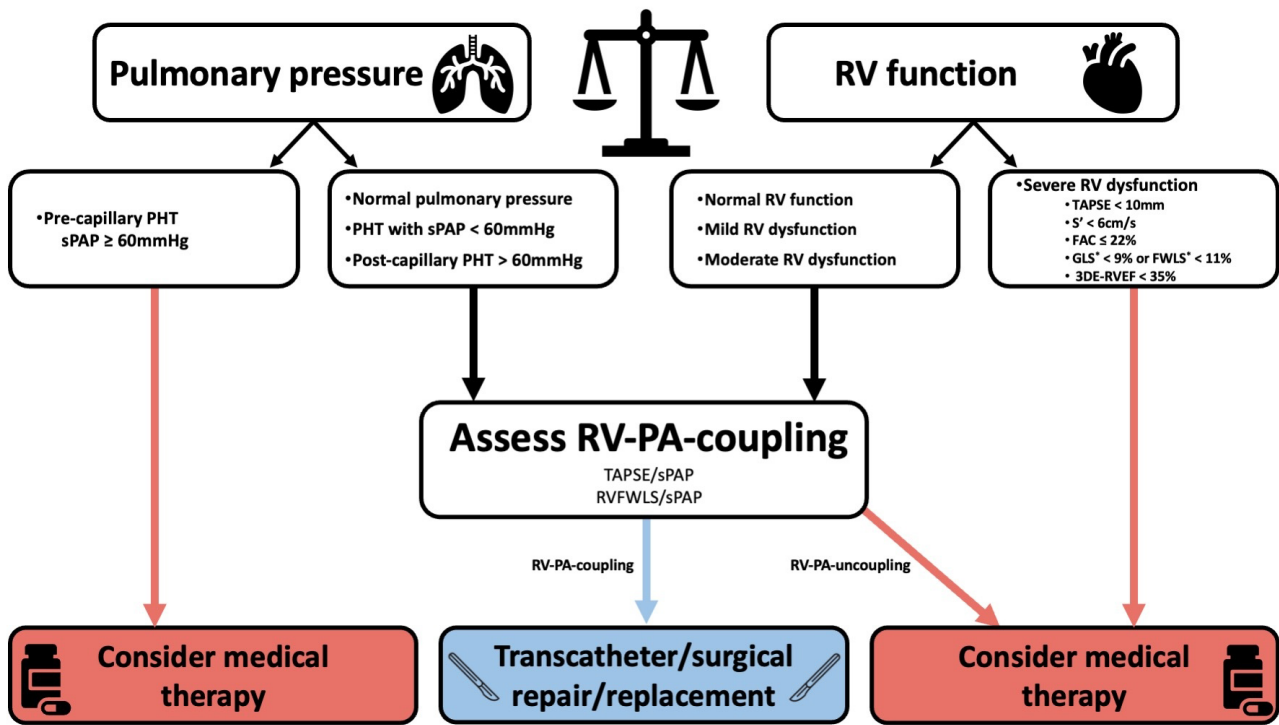 Pulmonary pressure
RV function
•Pre-capillary PHT
sPAP ≥ 60mmHg
•Normal pulmonary pressure
•PHT with sPAP < 60mmHg
•Post-capillary PHT > 60mmHg
•Normal RV function
•Mild RV dysfunction
•Moderate RV dysfunction
•Severe RV dysfunction
•TAPSE < 10mm
•S’ < 6cm/s
•FAC ≤ 22%
•GLS* < 9% or FWLS* < 11%
•3DE-RVEF < 35%
Assess RV-PA-coupling
TAPSE/sPAP
RVFWLS/sPAP
RV-PA-coupling
RV-PA-uncoupling
Consider medical
therapy
Transcatheter/surgical
repair/replacement
Consider medical
therapy